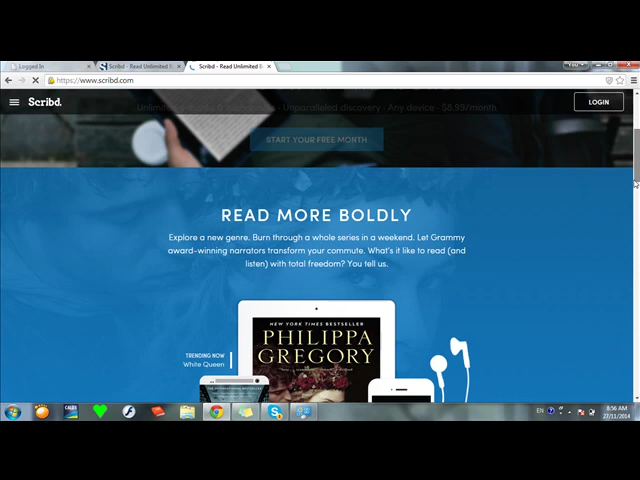 Logged In
Scribd - Read Unlimited
Scribd - Read Unlimited
https://www.scribd.com
Scribd.
LOGIN
Unlimited · Unparalleled discovery · Any device · $8.99/month
START YOUR FREE MONTH
READ MORE BOLDLY
Explore a new genre. Burn through a whole series in a weekend. Let Grammy
award-winning narrators transform your commute. What's it like to read (and
listen) with total freedom? You tell us.
NEW YORK TIMES BESTSELLER
PHILIPPA
GREGORY
TRENDING NOW
White Queen
EN
8:56 AM
27/11/2014